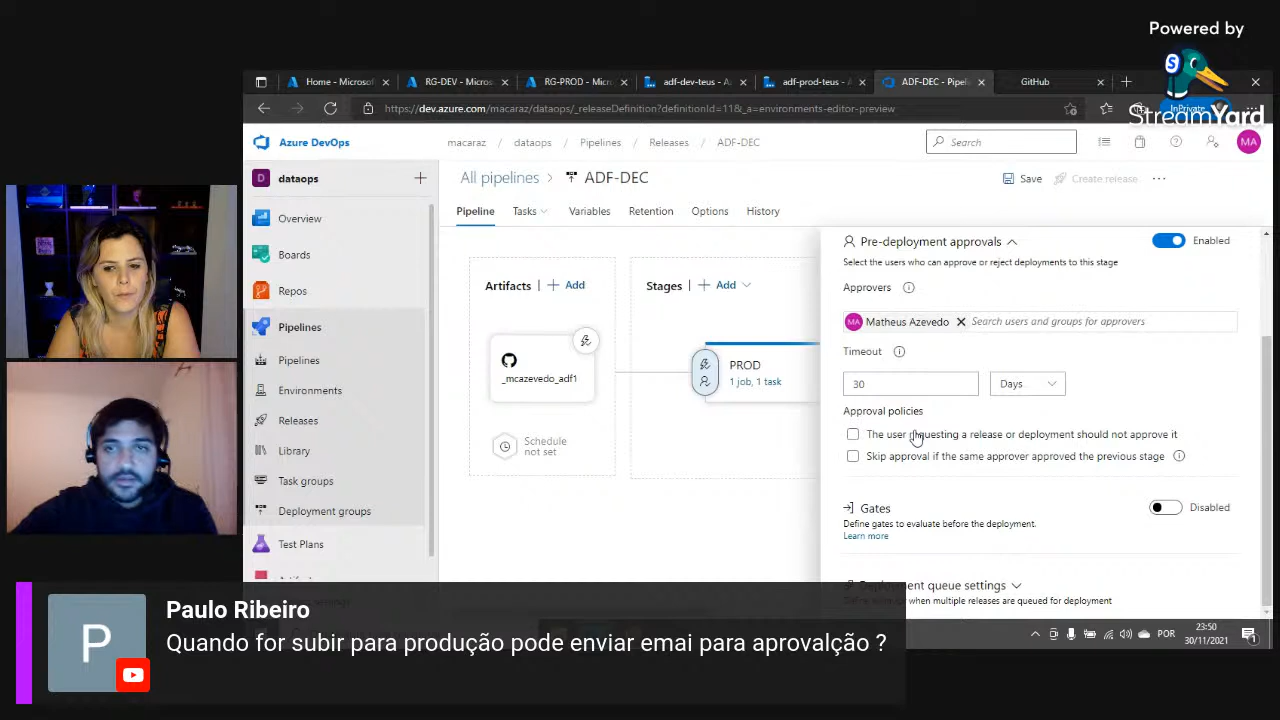 Powered by
StreamYard
Home - Microsof
RG-DEV - Micros
RG-PROD - Micr
adf-dev-teus - A
adf-prod-teus - A
ADF-DEC - Pipeli
GitHub
https://dev.azure.com/macaraz/dataops/_releaseDefinition?definitionId=11&_a=environments-editor-preview
InPrivate
Azure DevOps
macaraz / dataops / Pipelines / Releases / ADF-DEC
Search
MA
D dataops
All pipelines > ADF-DEC
Save
Create release
Pipeline Tasks Variables Retention Options History
Overview
Boards
Repos
Pipelines
Pipelines
Environments
Releases
Library
Task groups
Deployment groups
Test Plans
Artifacts | + Add
_mcazevedo_adf1
Schedule
not set
Stages | + Add
PROD
1 job, 1 task
Pre-deployment approvals
Enabled
Select the users who can approve or reject deployments to this stage
Approvers
MA Matheus Azevedo
Search users and groups for approvers
Timeout
30 Days
Approval policies
The user requesting a release or deployment should not approve it
Skip approval if the same approver approved the previous stage
Gates
Disabled
Define gates to evaluate before the deployment.
Learn more
Deployment queue settings
when multiple releases are queued for deployment
POR
23:50
30/11/2021
P
Paulo Ribeiro
Quando for subir para produção pode enviar emai para aprovalção ?